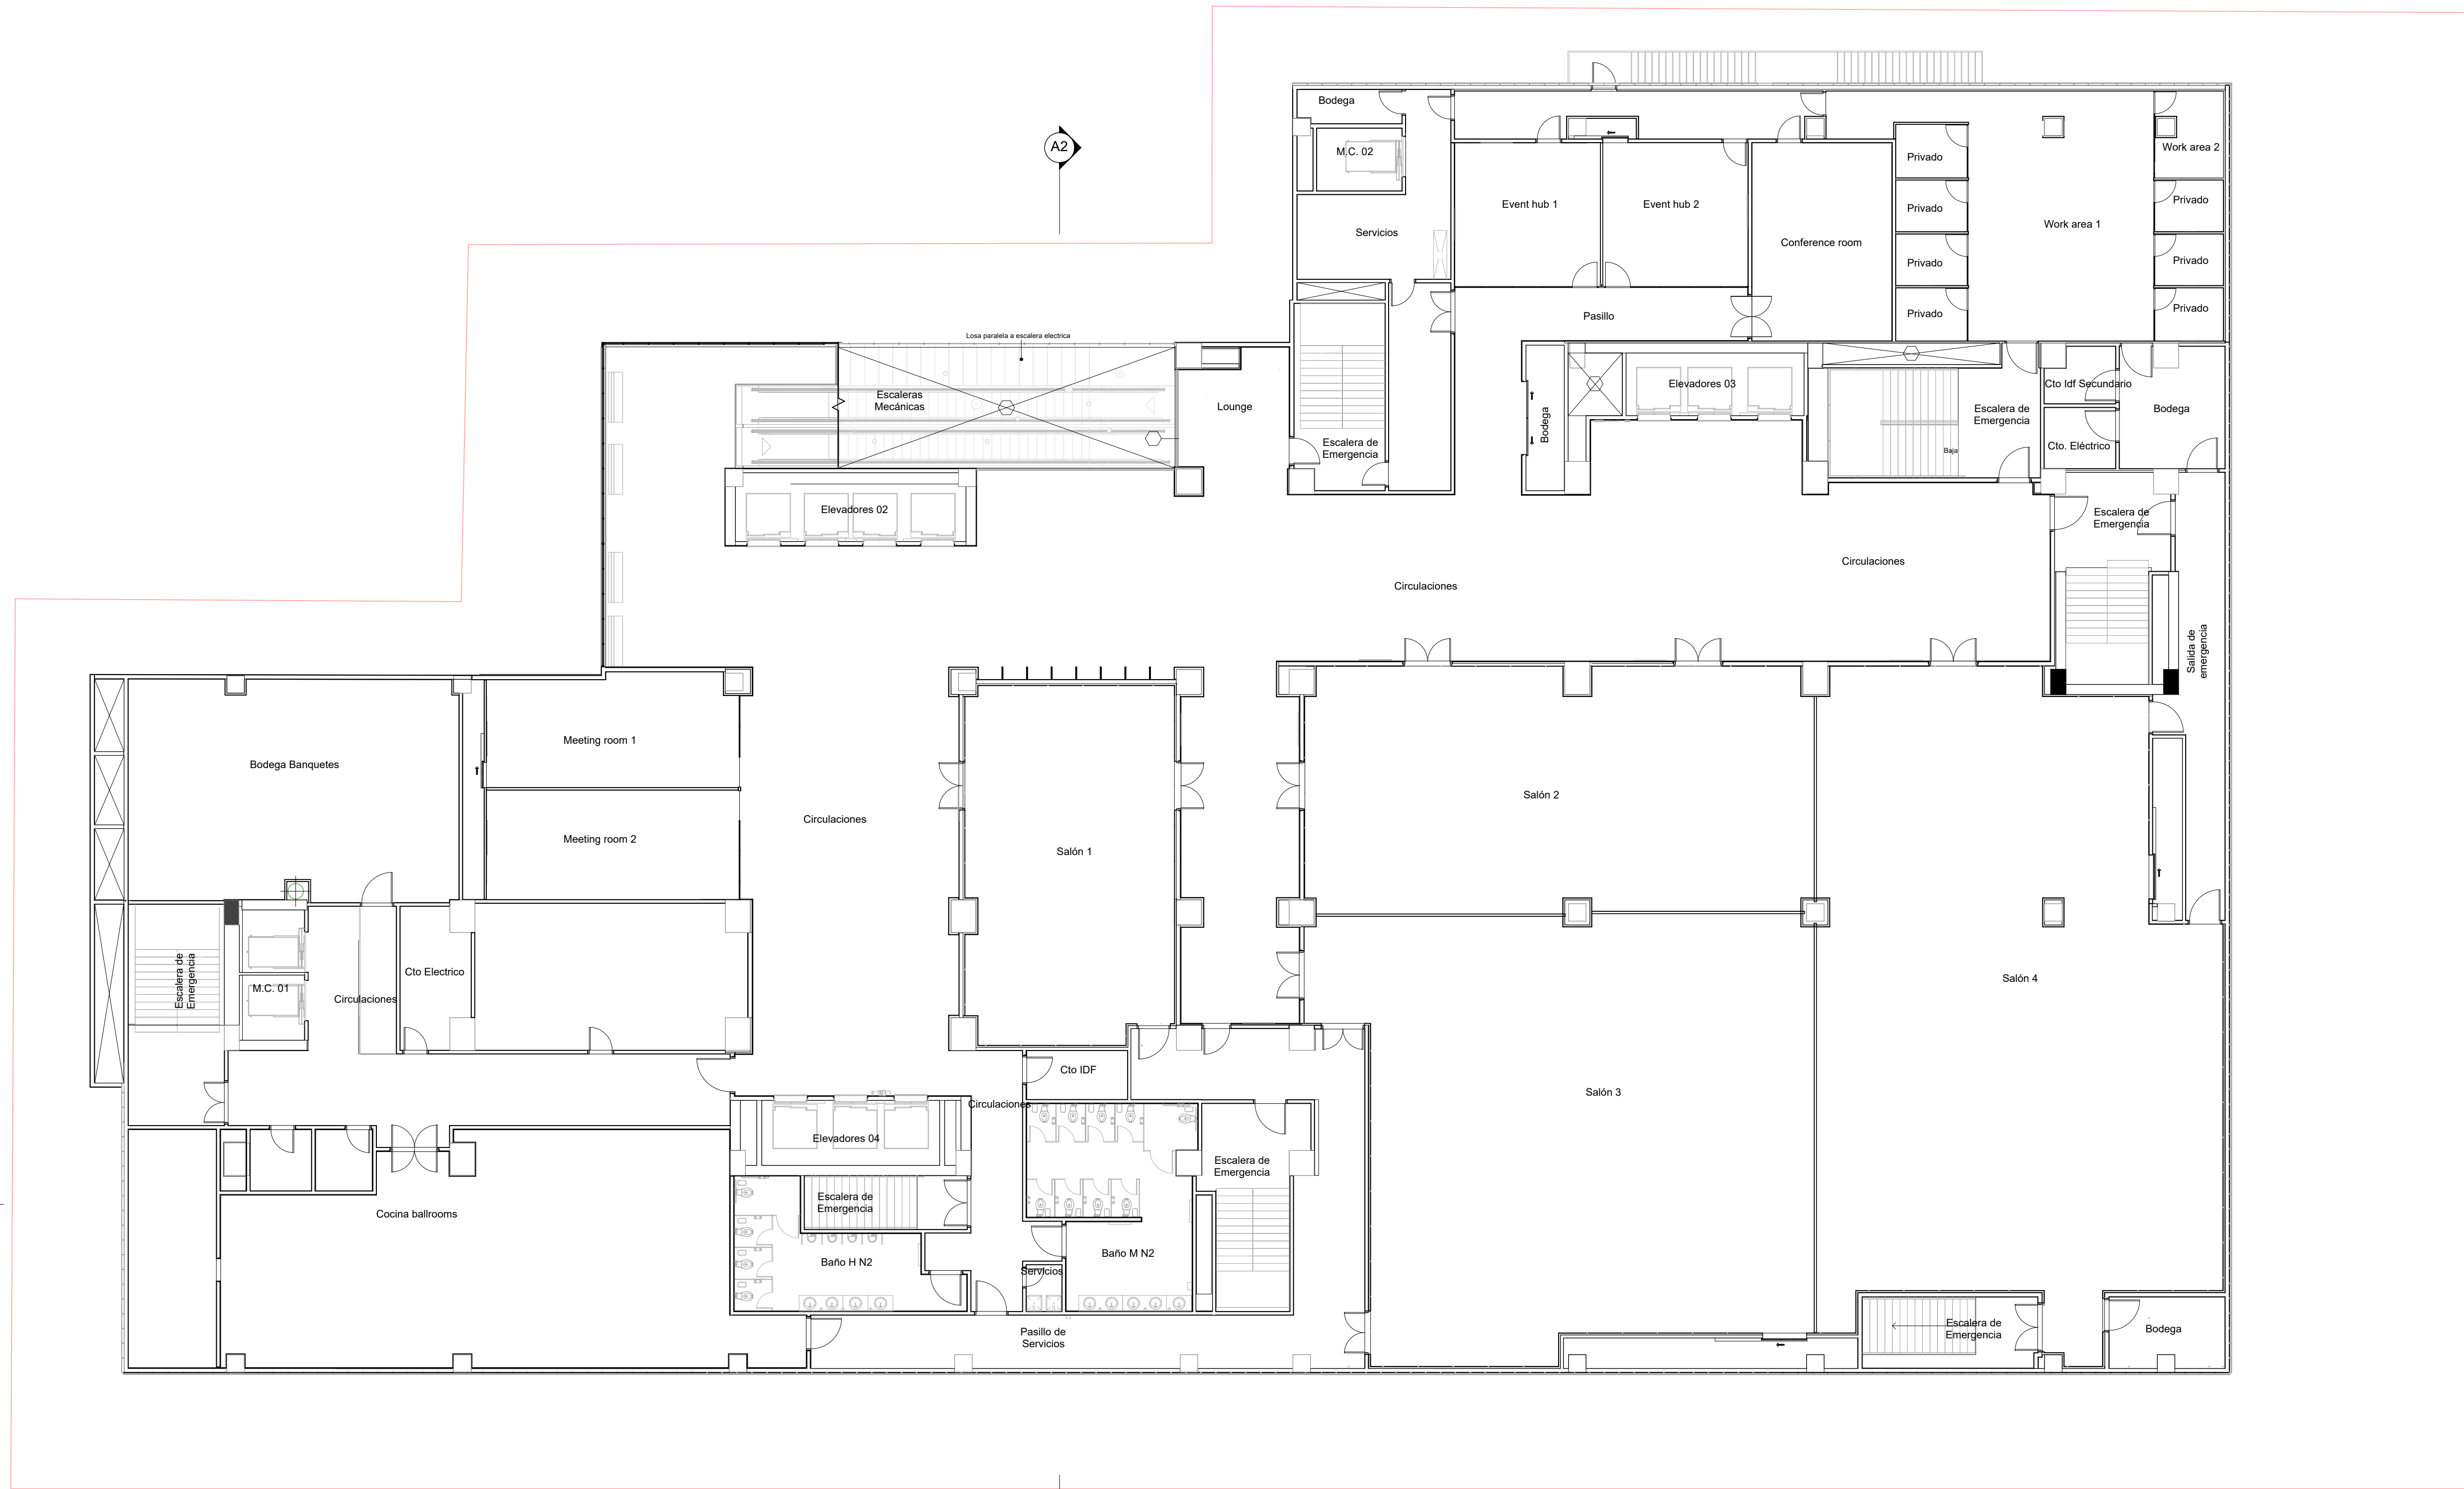 Bodega
A2
M.C. 02
Work area 2
Privado
Privado
Event hub 1
Event hub 2
Privado
Work area 1
Servicios
Conference room
Privado
Privado
Privado
Privado
Pasillo
Privado
Losa paralela a escalera electrica
Elevadores 03
Cto Idf Secundario
Escaleras
Mecánicas
Lounge
Bodega
Escalera de
Emergencia
Bodega
Escalera de
Emergencia
Cto. Eléctrico
Baja
Elevadores 02
Escalera de
Emergencia
Circulaciones
Circulaciones
Salida de
emergencia
Meeting room 1
Bodega Banquetes
Salón 2
Circulaciones
Meeting room 2
Salón 1
Cto Electrico
Escalera de
Emergencia
M.C. 01
Circulaciones
Salón 4
Cto IDF
Salón 3
Circulaciones
Elevadores 04
Escalera de
Emergencia
Escalera de
Emergencia
Cocina ballrooms
Baño M N2
Baño H N2
Servicios
Pasillo de
Servicios
Escalera de
Emergencia
Bodega